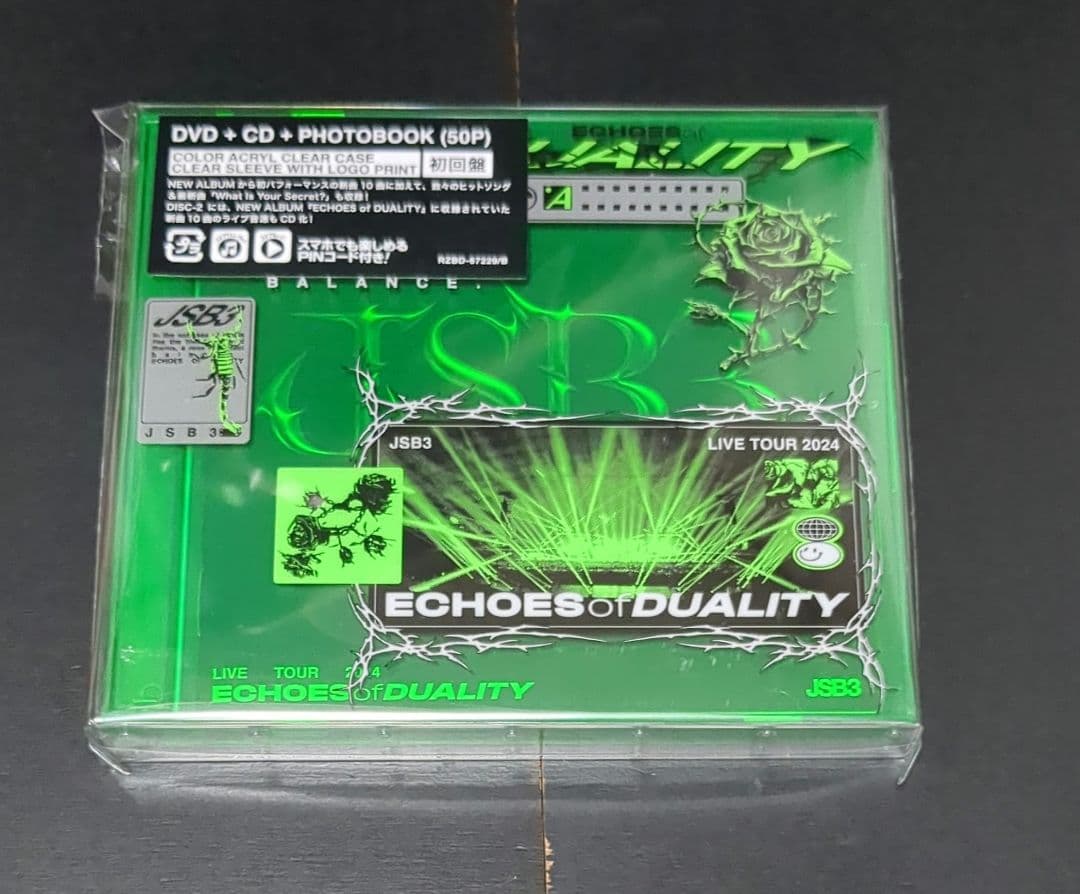 DVD + CD + PHOTOBOOK (50P)
COLOR ACRYL CLEAR CASE
CLEAR SLEEVE WITH LOGO PRINT
初回盤
NEW ALBUM から初パフォーマンスの新曲 10 曲に加えて、数々のヒットソング
&最新曲「What Is Your Secret?」も収録!
DISC-2 には、NEW ALBUM『ECHOES of DUALITY』に収録されていた
新曲 10 曲のライブ音源も CD 化!
スマホでも楽しめる
PINコード付き!
RZBD-67229/B
ECHOES of
DUALITY
A
BALANCE.
JSB3
JSB3
JSB3
LIVE TOUR 2024
ECHOESofDUALITY
LIVE TOUR 2024
ECHOESofDUALITY
JSB3